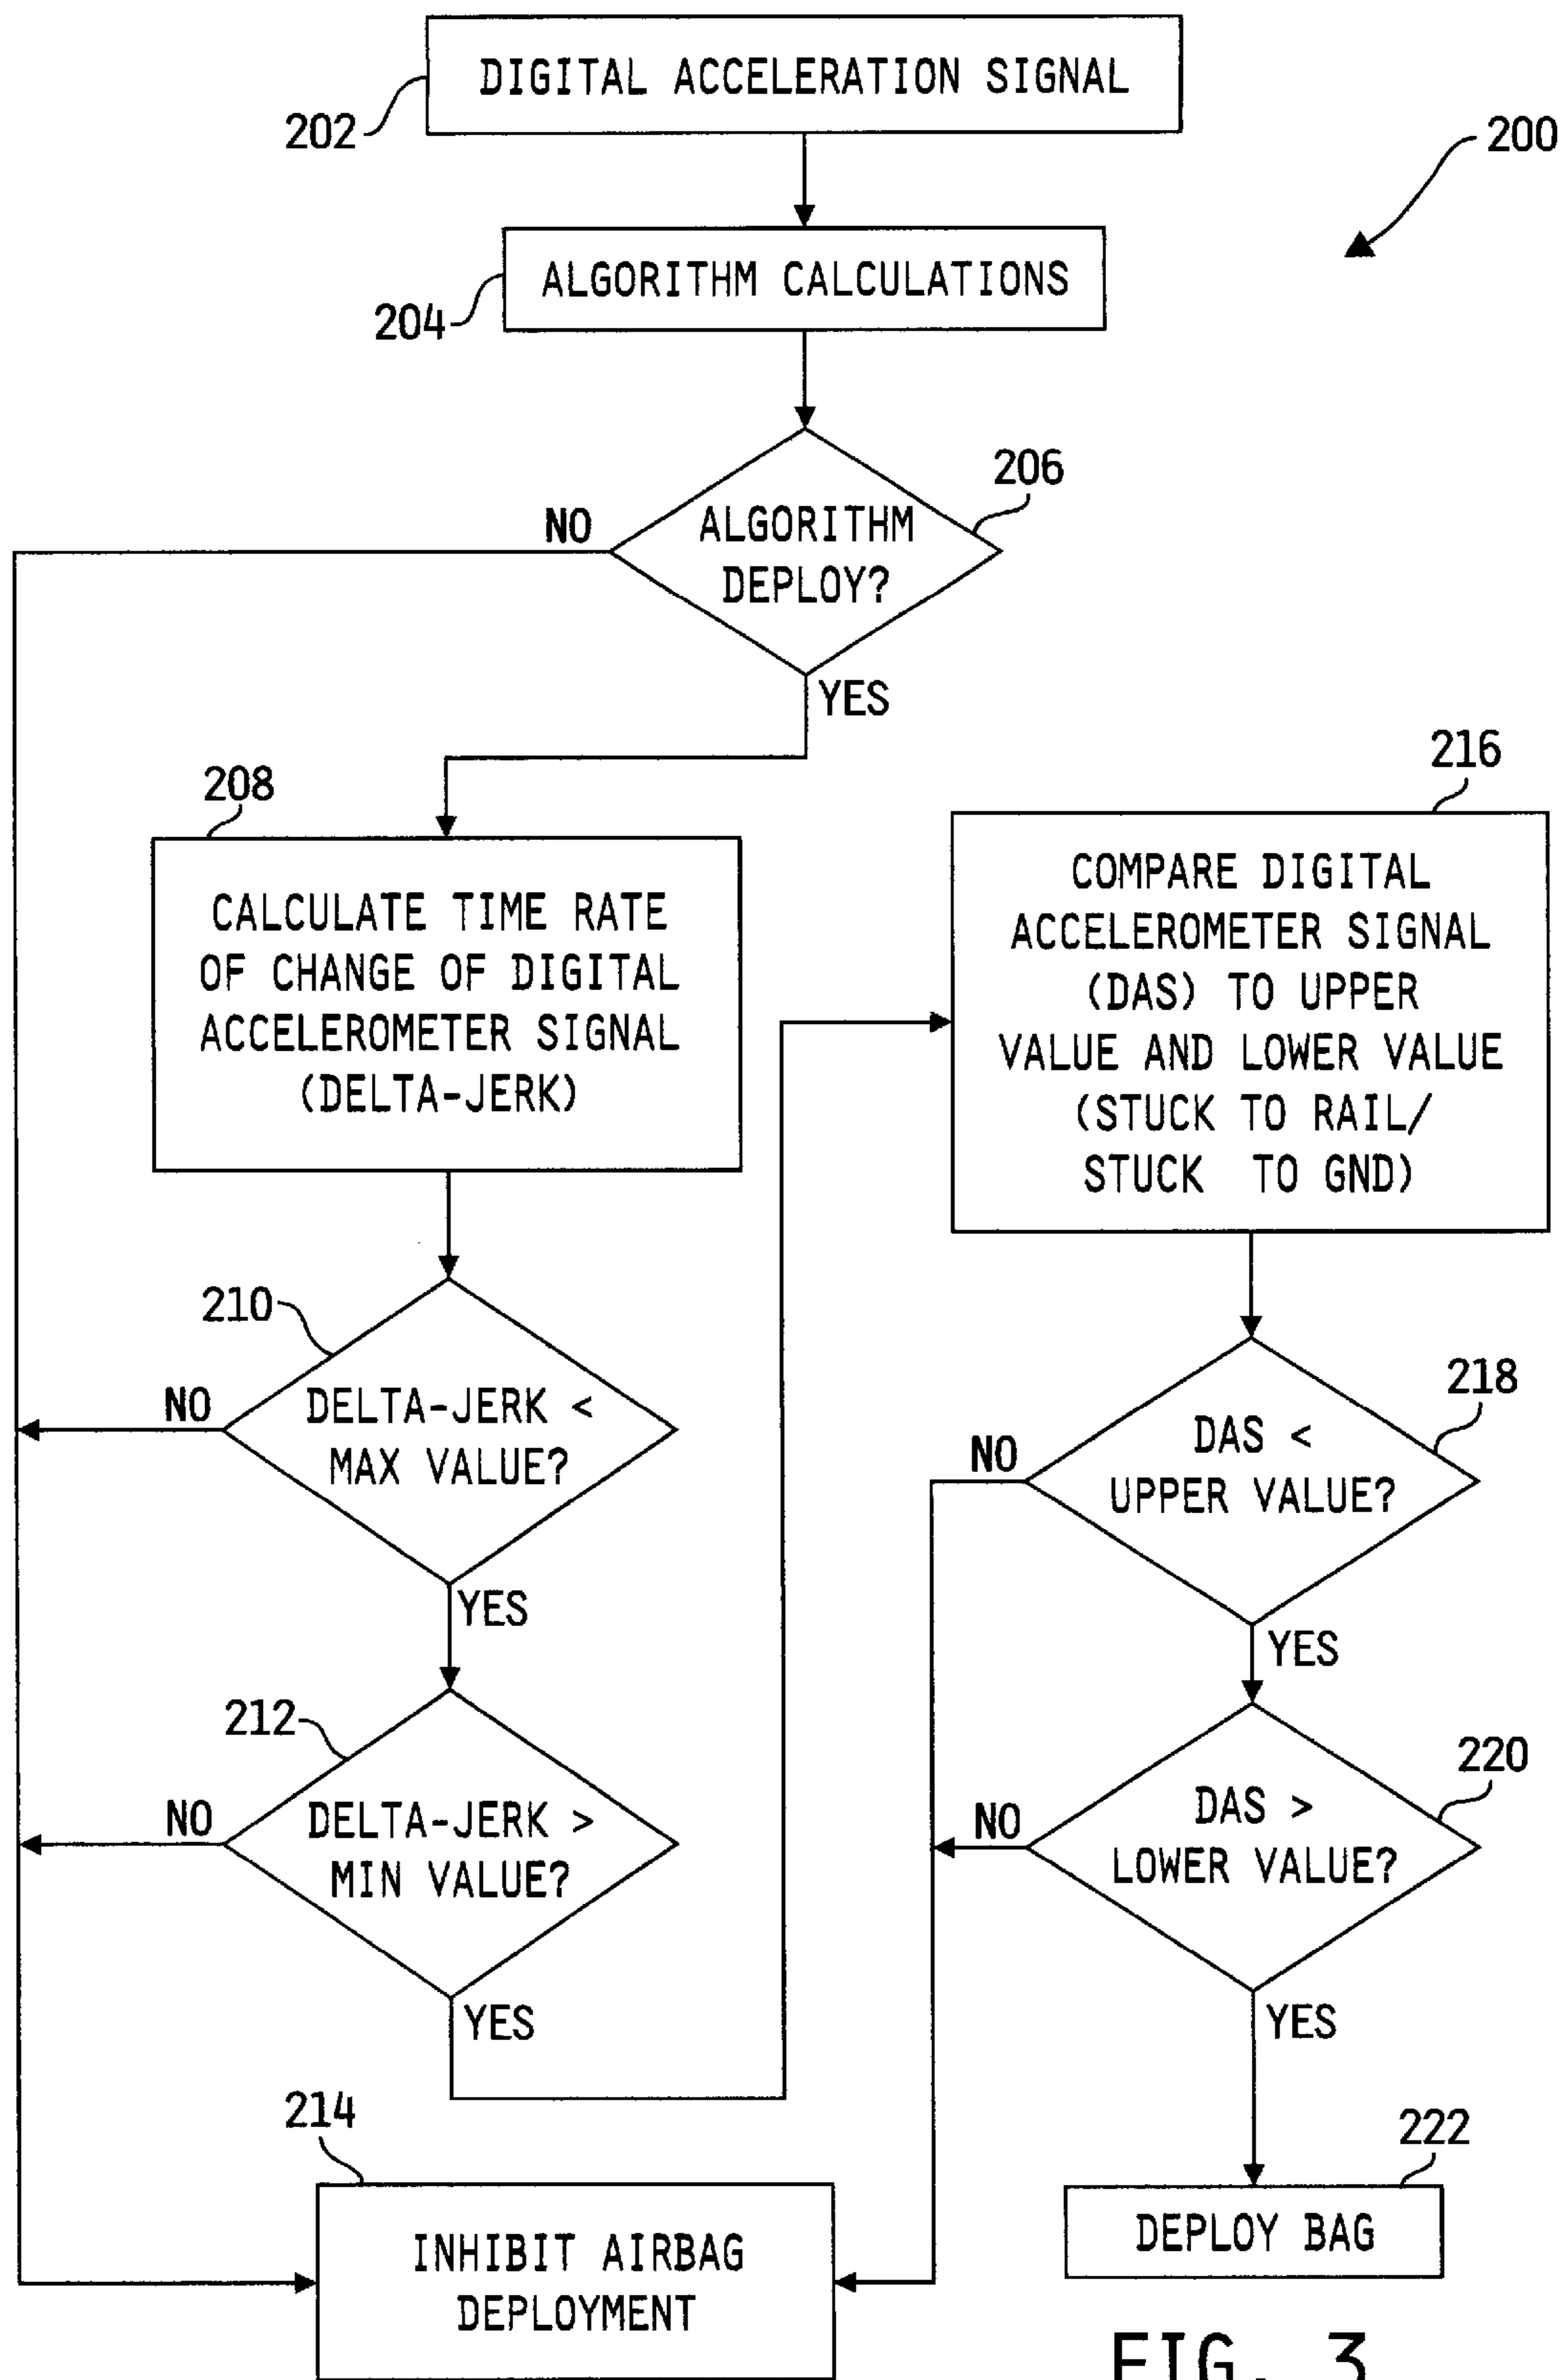 DIGITAL ACCELERATION SIGNAL
202
200
ALGORITHM CALCULATIONS
204
206
ALGORITHM
DEPLOY?
NO
YES
208
CALCULATE TIME RATE
OF CHANGE OF DIGITAL
ACCELEROMETER SIGNAL
(DELTA-JERK)
210
DELTA-JERK <
MAX VALUE?
NO
YES
212
DELTA-JERK >
MIN VALUE?
NO
YES
214
INHIBIT AIRBAG
DEPLOYMENT
216
COMPARE DIGITAL
ACCELEROMETER SIGNAL
(DAS) TO UPPER
VALUE AND LOWER VALUE
(STUCK TO RAIL/
STUCK TO GND)
218
DAS <
UPPER VALUE?
NO
YES
220
DAS >
LOWER VALUE?
NO
YES
222
DEPLOY BAG
FIG. 3